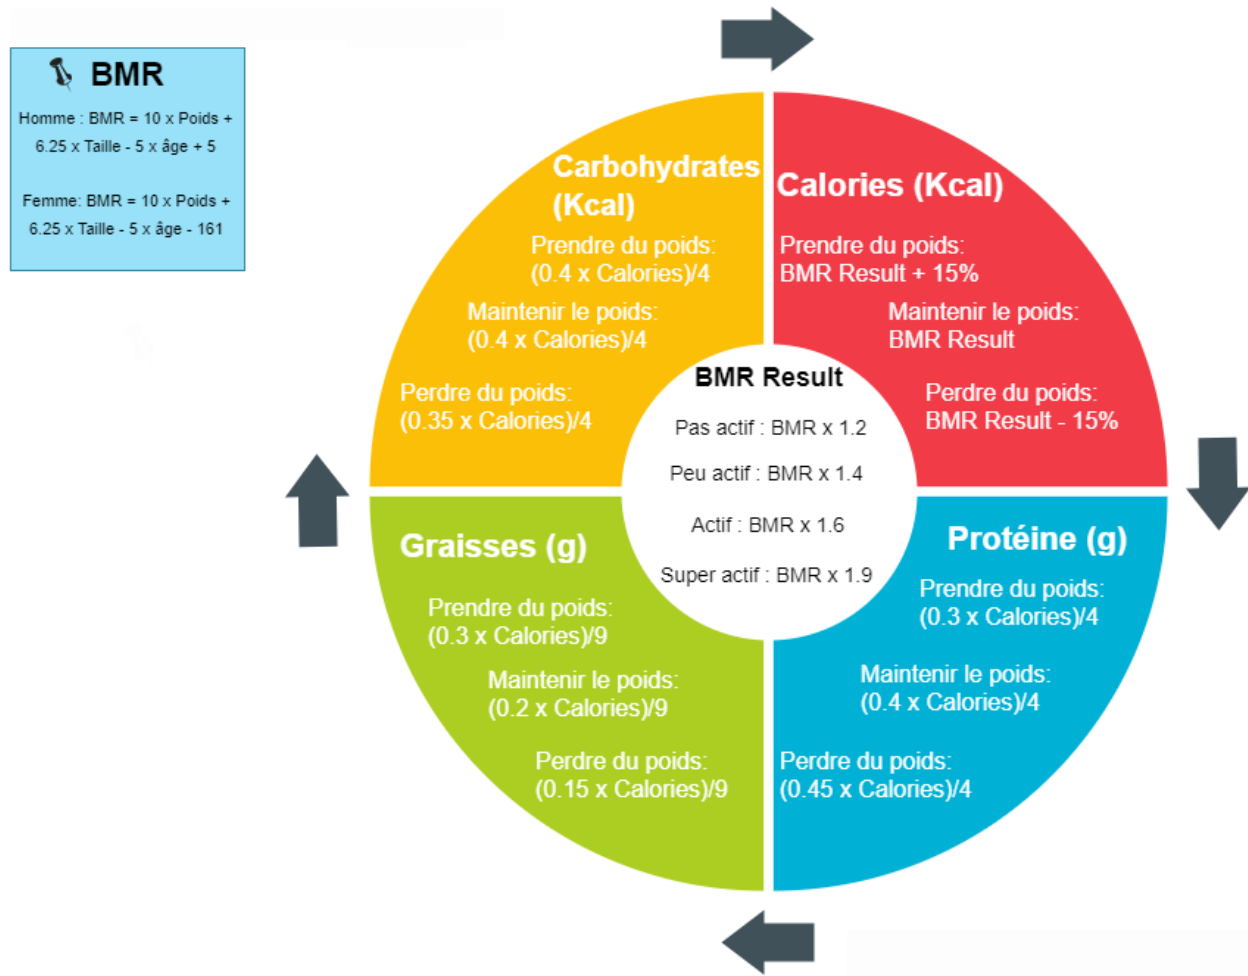 BMR
Homme : BMR = 10 x Poids +
6.25 x Taille - 5 x âge + 5
Femme: BMR = 10 x Poids +
6.25 x Taille - 5 x âge - 161
Carbohydrates
(Kcal)
Prendre du poids:
(0.4 x Calories)/4
Maintenir le poids:
(0.4 x Calories)/4
Perdre du poids:
(0.35 x Calories)/4
Calories (Kcal)
Prendre du poids:
BMR Result + 15%
Maintenir le poids:
BMR Result
Perdre du poids:
BMR Result - 15%
BMR Result
Pas actif : BMR x 1.2
Peu actif : BMR x 1.4
Actif : BMR x 1.6
Super actif : BMR x 1.9
Graisses (g)
Prendre du poids:
(0.3 x Calories)/9
Maintenir le poids:
(0.2 x Calories)/9
Perdre du poids:
(0.15 x Calories)/9
Protéine (g)
Prendre du poids:
(0.3 x Calories)/4
Maintenir le poids:
(0.4 x Calories)/4
Perdre du poids:
(0.45 x Calories)/4